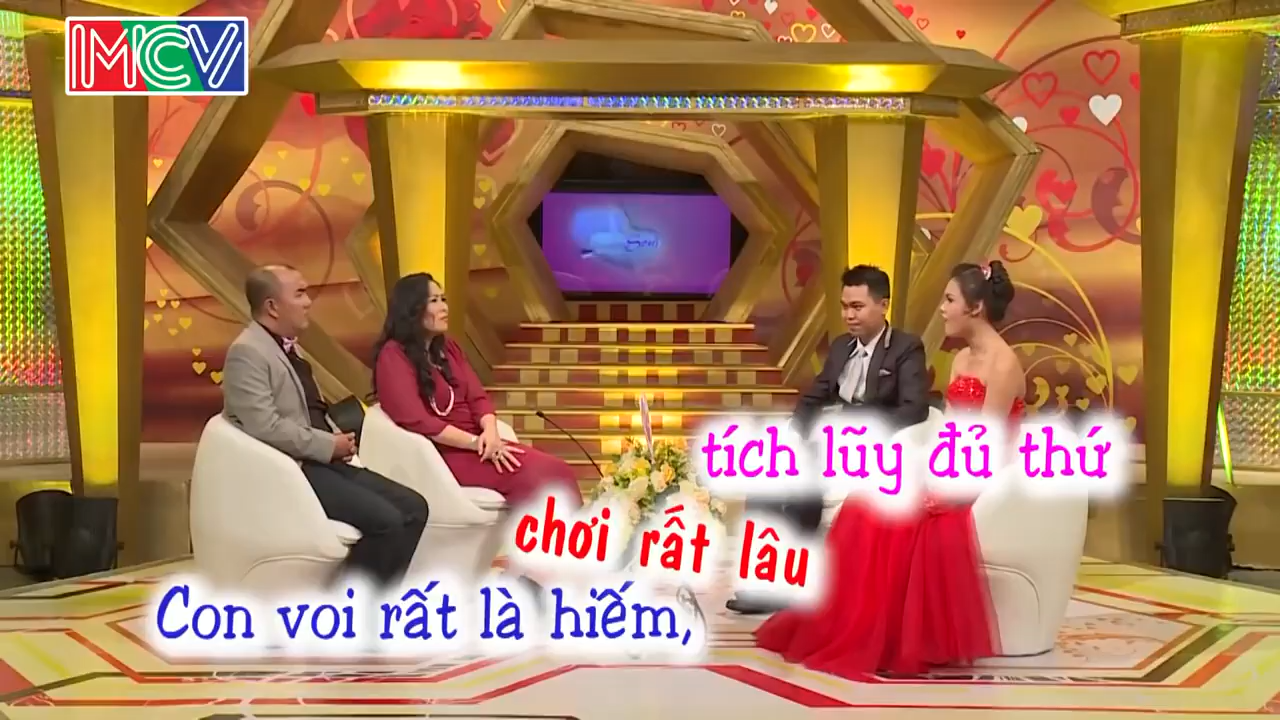 MCV
Con voi rất là hiếm,
chơi rất lâu
tích lũy đủ thứ